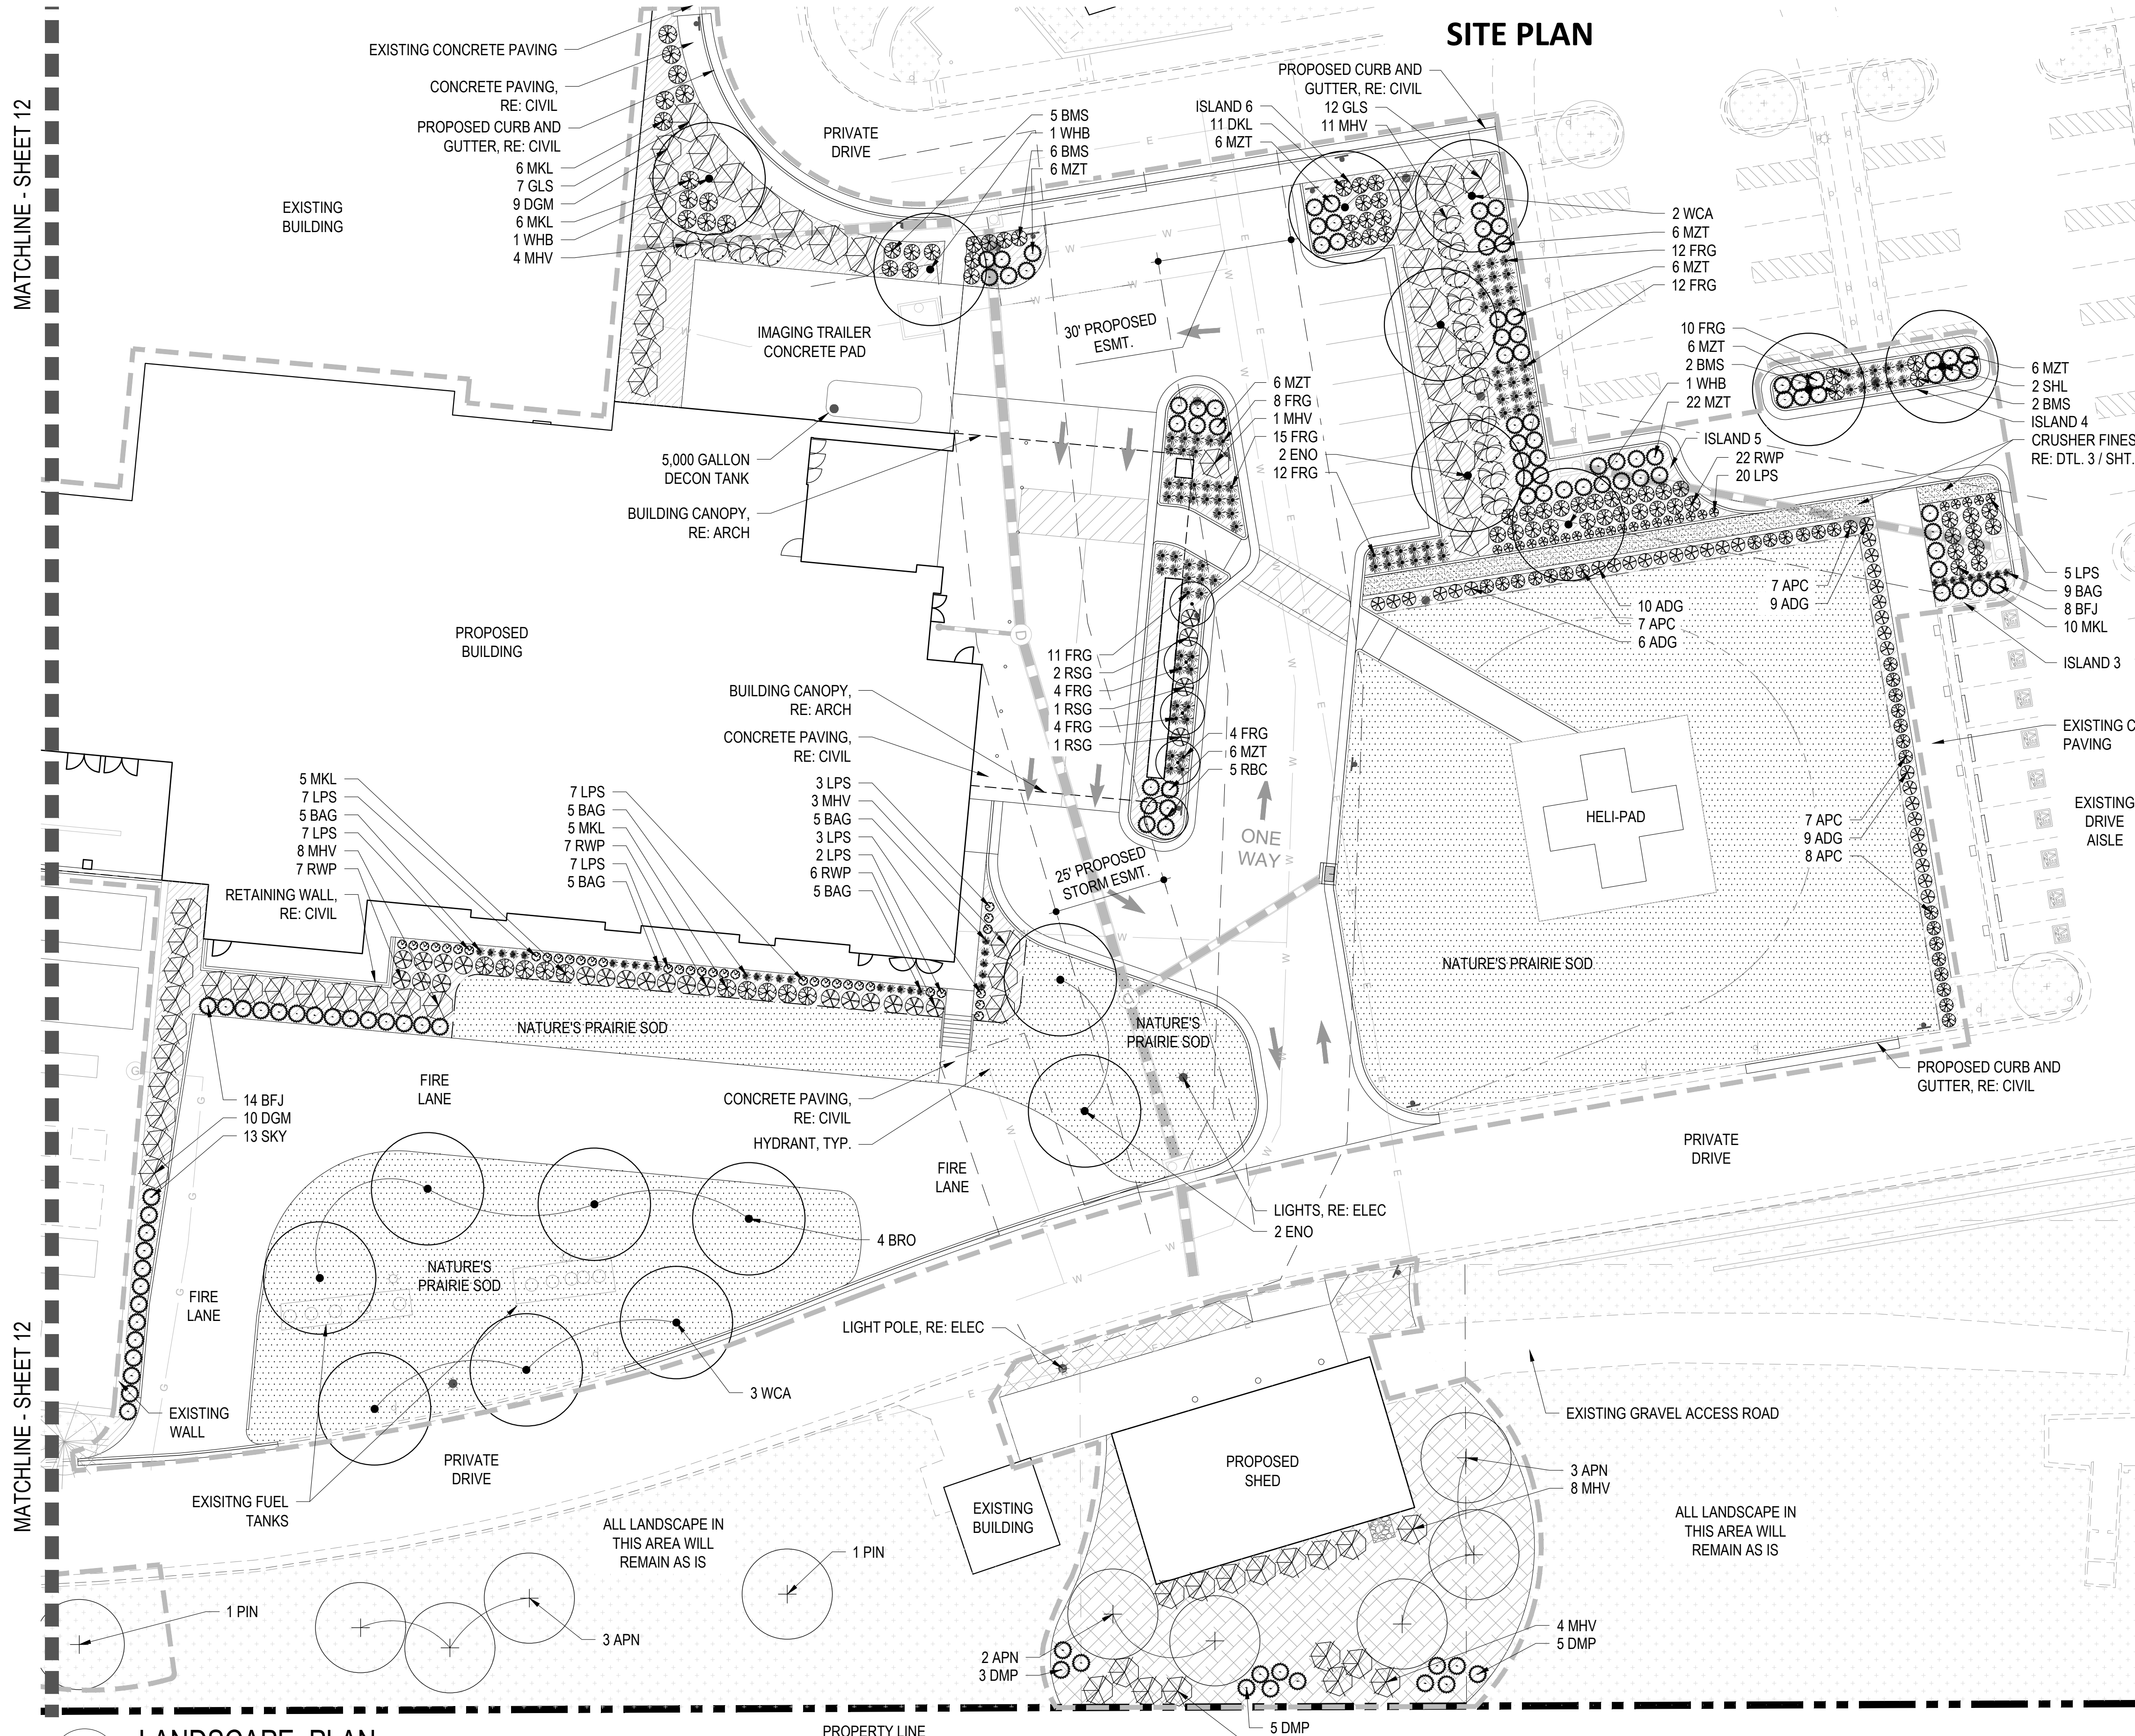 SITE PLAN
MATCHLINE - SHEET 12
EXISTING CONCRETE PAVING
CONCRETE PAVING,
RE: CIVIL
PROPOSED CURB AND
GUTTER, RE: CIVIL
6 MKL
7 GLS
9 DGM
6 MKL
1 WHB
4 MHV
EXISTING
BUILDING
PRIVATE
DRIVE
5 BMS
1 WHB
6 BMS
6 MZT
PROPOSED CURB AND
GUTTER, RE: CIVIL
ISLAND 6
11 DKL
6 MZT
12 GLS
11 MHV
2 WCA
6 MZT
12 FRG
6 MZT
12 FRG
10 FRG
6 MZT
2 BMS
1 WHB
22 MZT
6 MZT
2 SHL
2 BMS
ISLAND 4
CRUSHER FINES
RE: DTL. 3 / SHT.
ISLAND 5
22 RWP
20 LPS
IMAGING TRAILER
CONCRETE PAD
30' PROPOSED
ESMT.
6 MZT
8 FRG
1 MHV
15 FRG
2 ENO
12 FRG
5,000 GALLON
DECON TANK
BUILDING CANOPY,
RE: ARCH
7 APC
9 ADG
10 ADG
7 APC
6 ADG
5 LPS
9 BAG
8 BFJ
10 MKL
ISLAND 3
PROPOSED
BUILDING
D
11 FRG
2 RSG
4 FRG
1 RSG
4 FRG
1 RSG
BUILDING CANOPY,
RE: ARCH
CONCRETE PAVING,
RE: CIVIL
4 FRG
6 MZT
5 RBC
EXISTING C
PAVING
EXISTING
DRIVE
AISLE
HELI-PAD
7 APC
9 ADG
8 APC
5 MKL
7 LPS
5 BAG
7 LPS
8 MHV
7 RWP
RETAINING WALL,
RE: CIVIL
7 LPS
5 BAG
5 MKL
7 RWP
7 LPS
5 BAG
3 LPS
3 MHV
5 BAG
3 LPS
2 LPS
6 RWP
5 BAG
ONE
WAY
25' PROPOSED
STORM ESMT.
NATURE'S PRAIRIE SOD
NATURE'S PRAIRIE SOD
NATURE'S
PRAIRIE SOD
G
FIRE
LANE
14 BFJ
10 DGM
13 SKY
CONCRETE PAVING,
RE: CIVIL
HYDRANT, TYP.
PROPOSED CURB AND
GUTTER, RE: CIVIL
PRIVATE
DRIVE
FIRE
LANE
LIGHTS, RE: ELEC
2 ENO
4 BRO
NATURE'S
PRAIRIE SOD
FIRE
LANE
LIGHT POLE, RE: ELEC
3 WCA
EXISTING
WALL
PRIVATE
DRIVE
EXISITNG FUEL
TANKS
EXISTING GRAVEL ACCESS ROAD
PROPOSED
SHED
3 APN
8 MHV
EXISTING
BUILDING
ALL LANDSCAPE IN
THIS AREA WILL
REMAIN AS IS
ALL LANDSCAPE IN
THIS AREA WILL
REMAIN AS IS
MATCHLINE - SHEET 12
1 PIN
1 PIN
3 APN
4 MHV
5 DMP
2 APN
3 DMP
5 DMP
LANDSCAPE PLAN
PROPERTY LINE